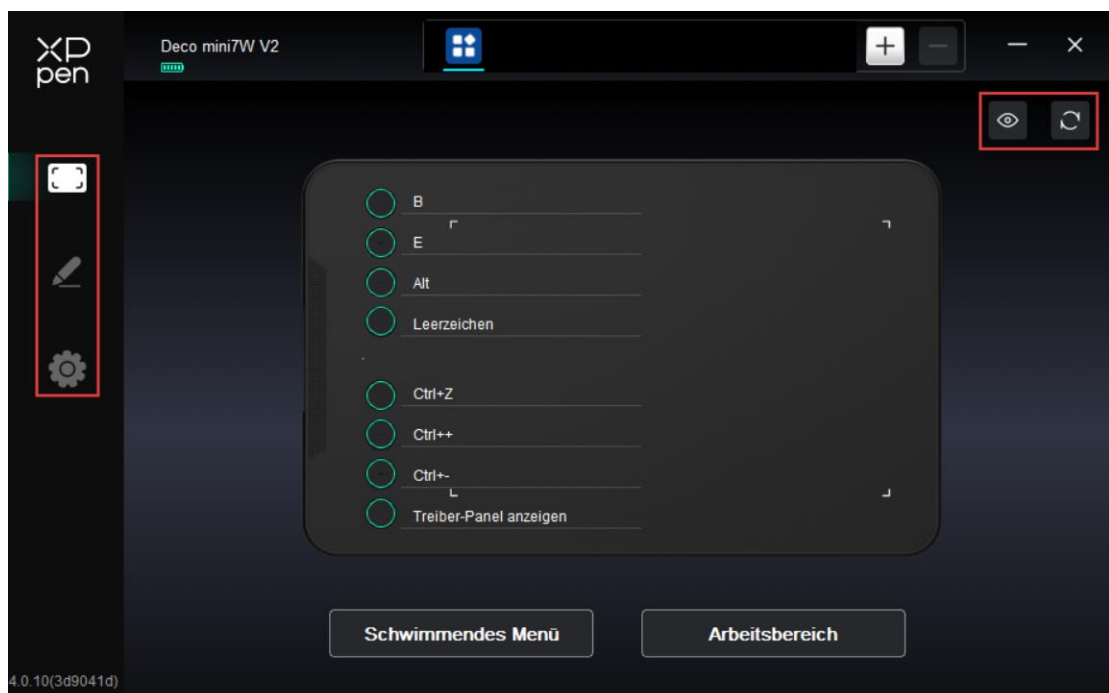 XP
pen
Deco mini7W V2
B
E
Alt
Leerzeichen
Ctrl+Z
Ctrl++
Ctrl+-
Treiber-Panel anzeigen
Schwimmendes Menü
Arbeitsbereich
4.0.10(3d9041d)